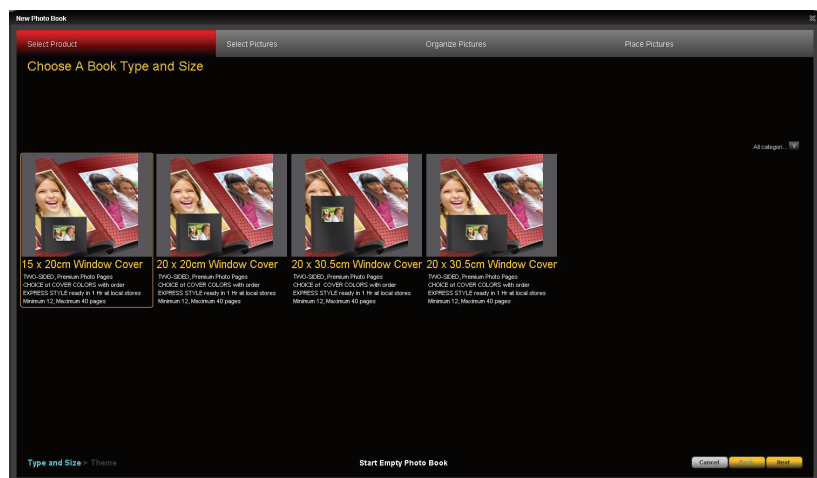 New Photo Book
Select Product
Select Pictures
Organize Pictures
Place Pictures
Choose A Book Type and Size
All categori...
15 x 20cm Window Cover
TWO-SIDED, Premium Photo Pages
CHOICE of COVER COLORS with order
EXPRESS STYLE ready in 1 Hr at local stores
Minimum 12, Maximum 40 pages
20 x 20cm Window Cover
TWO-SIDED, Premium Photo Pages
CHOICE of COVER COLORS with order
EXPRESS STYLE ready in 1 Hr at local stores
Minimum 12, Maximum 40 pages
20 x 30.5cm Window Cover
TWO-SIDED, Premium Photo Pages
CHOICE of COVER COLORS with order
EXPRESS STYLE ready in 1 Hr at local stores
Minimum 12, Maximum 40 pages
20 x 30.5cm Window Cover
TWO-SIDED, Premium Photo Pages
CHOICE of COVER COLORS with order
EXPRESS STYLE ready in 1 Hr at local stores
Minimum 12, Maximum 40 pages
Type and Size > Theme
Start Empty Photo Book
Cancel
Back
Next